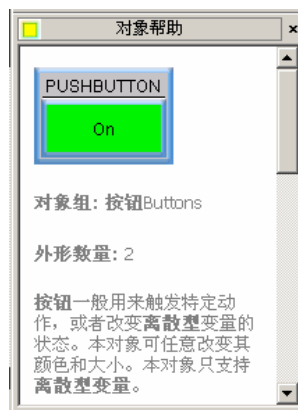 对象帮助
PUSHBUTTON
On
对象组: 按钮Buttons
外形数量: 2
按钮一般用来触发特定动
作，或者改变离散型变量的
状态。本对象可任意改变其
颜色和大小。本对象只支持
离散型变量。